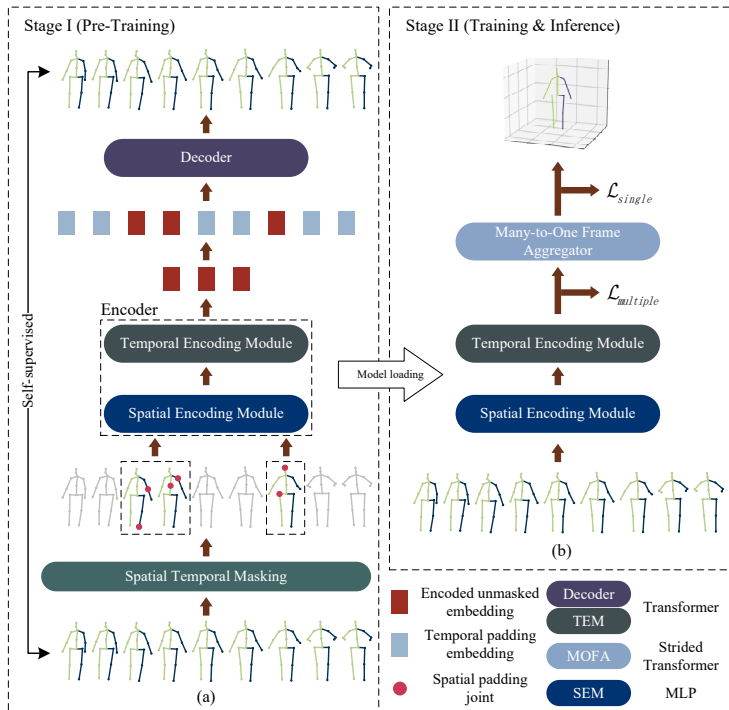 Stage I (Pre-Training)
Decoder
Encoder
Temporal Encoding Module
Spatial Encoding Module
Self-supervised
Spatial Temporal Masking
(a)
Model loading
Stage II (Training & Inference)
ℒsingle
Many-to-One Frame
Aggregator
ℒmultiple
Temporal Encoding Module
Spatial Encoding Module
(b)
Encoded unmasked
embedding
Temporal padding
embedding
Spatial padding
joint
Decoder
TEM
Transformer
MOFA
Strided
Transformer
SEM
MLP